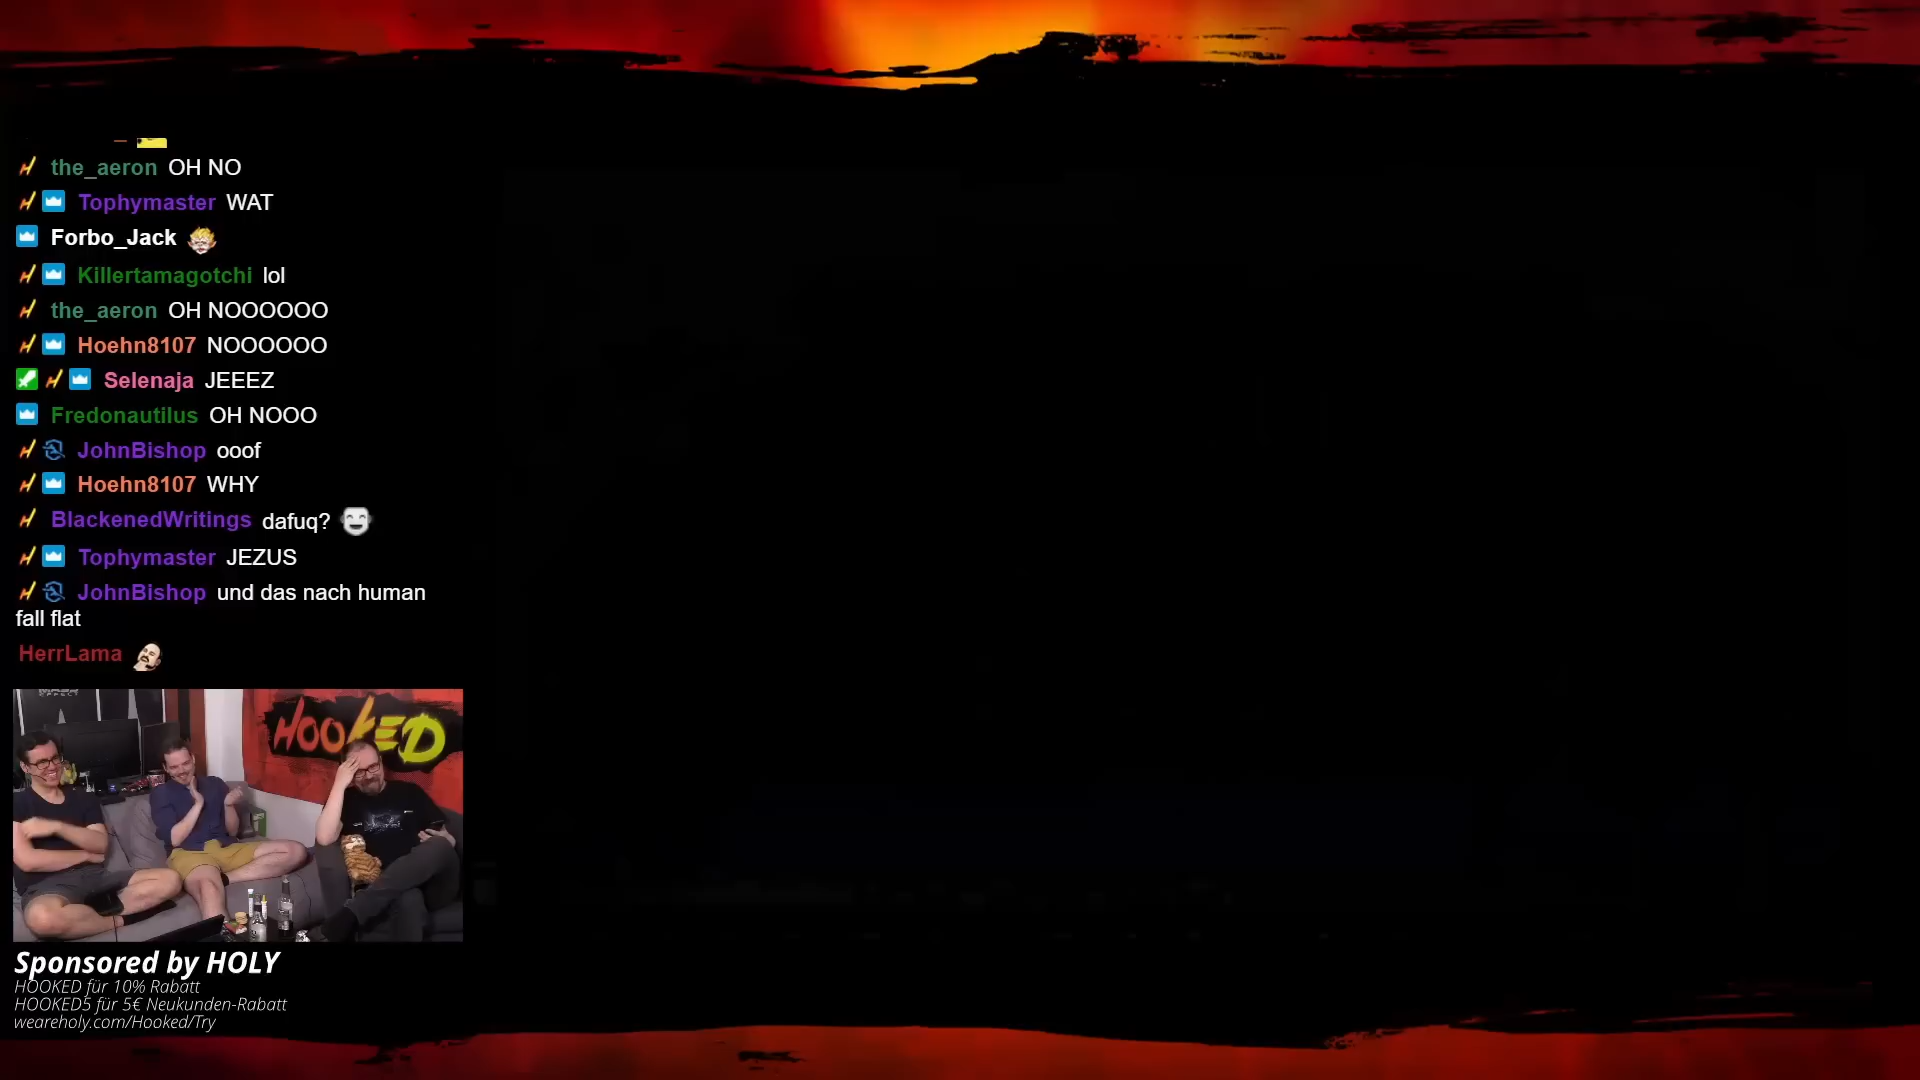 the_aeron OH NO
Tophymaster WAT
Forbo_Jack
Killertamagotchi lol
the_aeron OH NOOOOOO
Hoehn8107 NOOOOOO
Selenaja JEEEZ
Fredonautilus OH NOOO
JohnBishop ooof
Hoehn8107 WHY
BlackenedWritings dafuq?
Tophymaster JEZUS
JohnBishop und das nach human
fall flat
HerrLama
HOOKED
Sponsored by HOLY
HOOKED für 10% Rabatt
HOOKED5 für 5€ Neukunden-Rabatt
weareholy.com/Hooked/Try